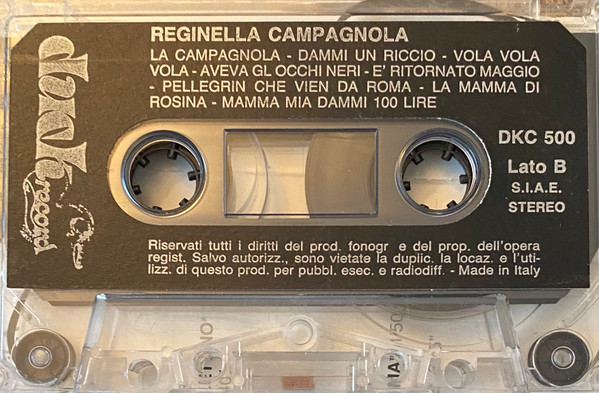 REGINELLA CAMPAGNOLA
LA CAMPAGNOLA - DAMMI UN RICCIO - VOLA VOLA
VOLA - AVEVA GL OCCHI NERI - E' RITORNATO MAGGIO
- PELLEGRIN CHE VIEN DA ROMA - LA MAMMA DI
ROSINA - MAMMA MIA DAMMI 100 LIRE
record
DKC 500
Lato B
S.I.A.E.
STEREO
Riservati tutti i diritti del prod. fonogr e del prop. dell'opera
regist. Salvo autorizz., sono vietate la duplic. la locaz. e l'uti-
lizz. di questo prod. per pubbl. esec. e radiodiff. - Made in Italy